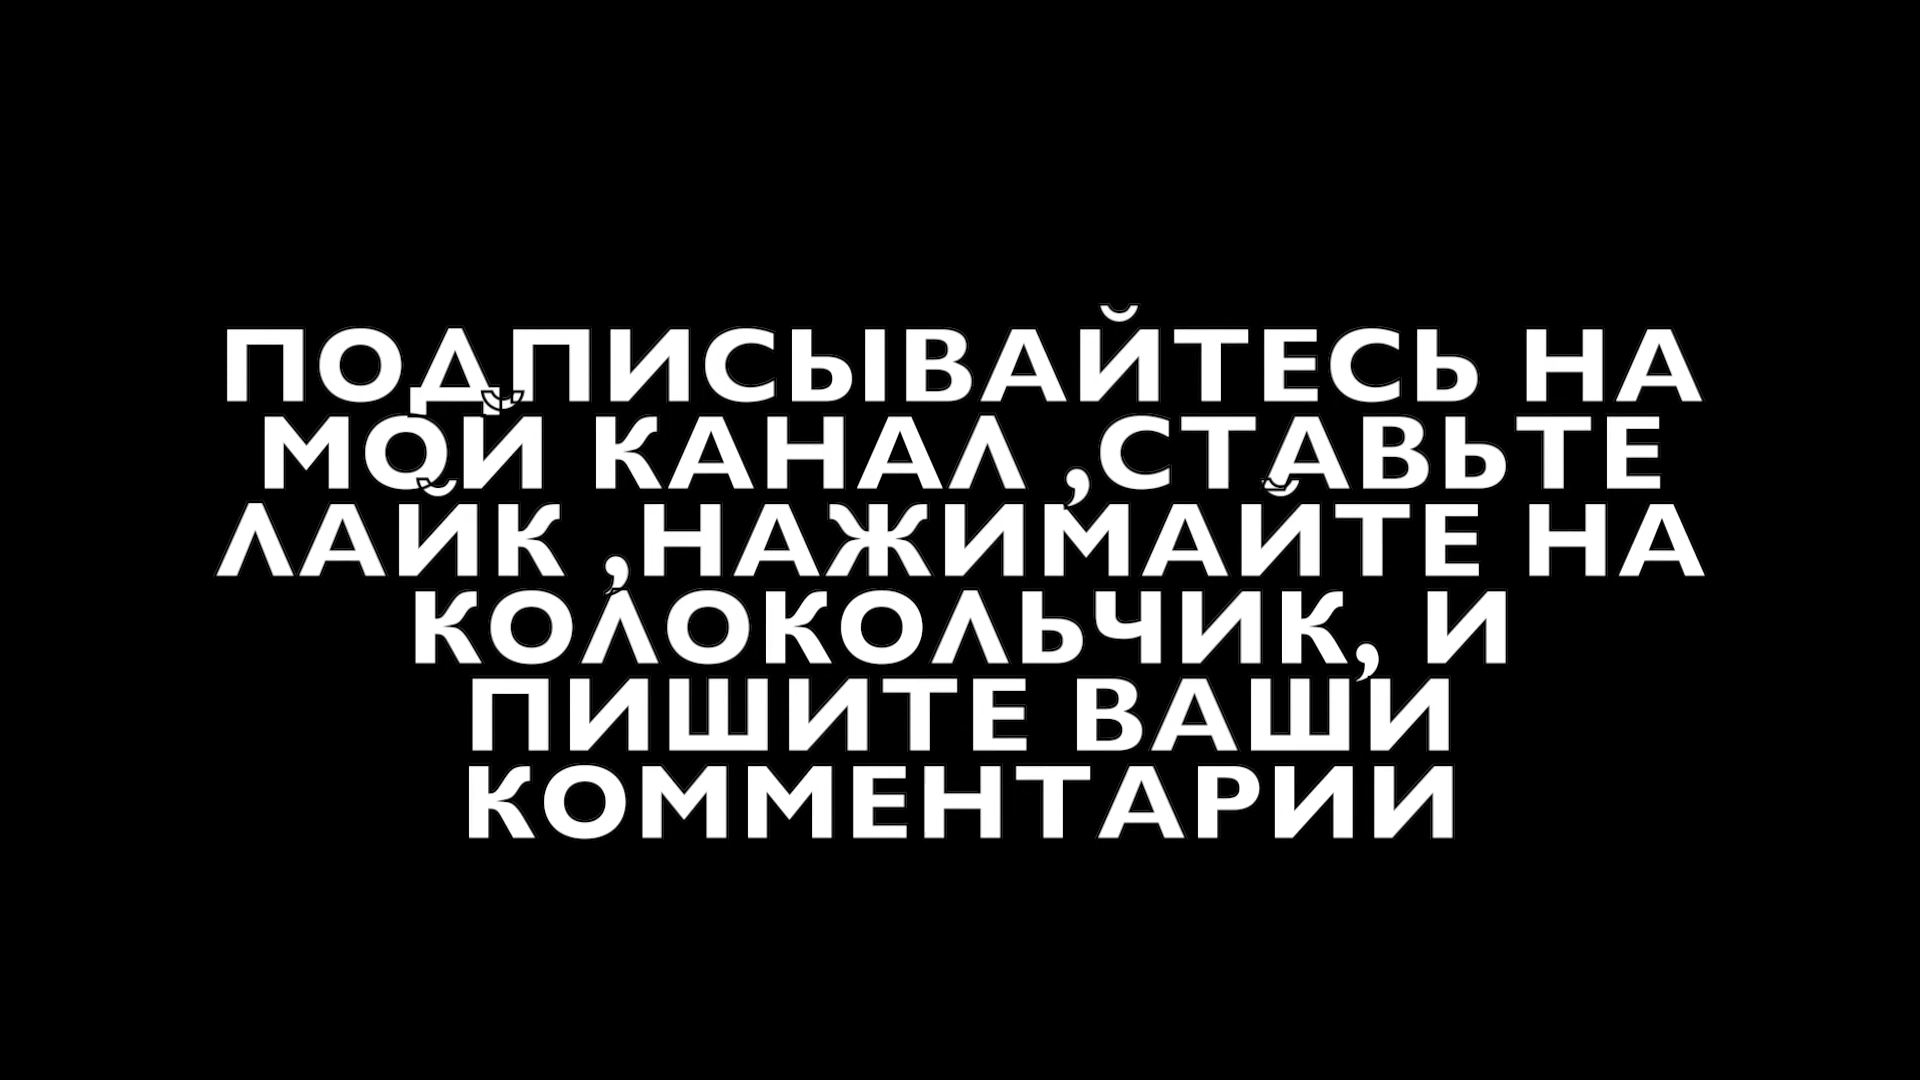 ПОДПИСЫВАЙТЕСЬ НА
МОЙ КАНАЛ ,СТАВЬТЕ
ЛАЙК ,НАЖИМАЙТЕ НА
КОЛОКОЛЬЧИК, И
ПИШИТЕ ВАШИ
КОММЕНТАРИИ